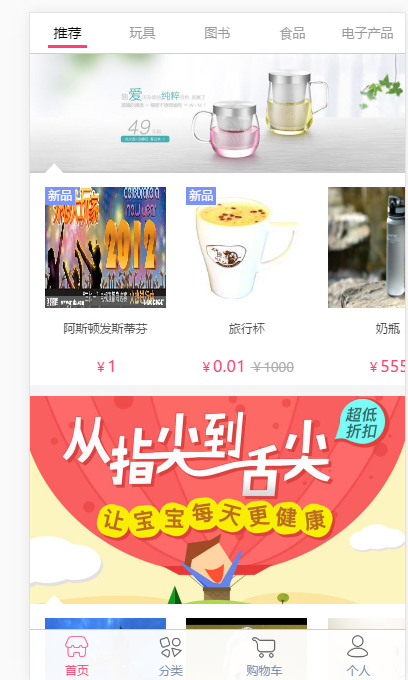 推荐 玩具 图书 食品 电子产品
爱 纯粹
49
新品 新品
celebrate a
new year
2012
阿斯顿发斯蒂芬 旅行杯 奶瓶
¥1 ¥0.01 ¥1000 ¥555
超低
折扣
从指尖到舌尖
让宝宝每天更健康
首页 分类 购物车 个人